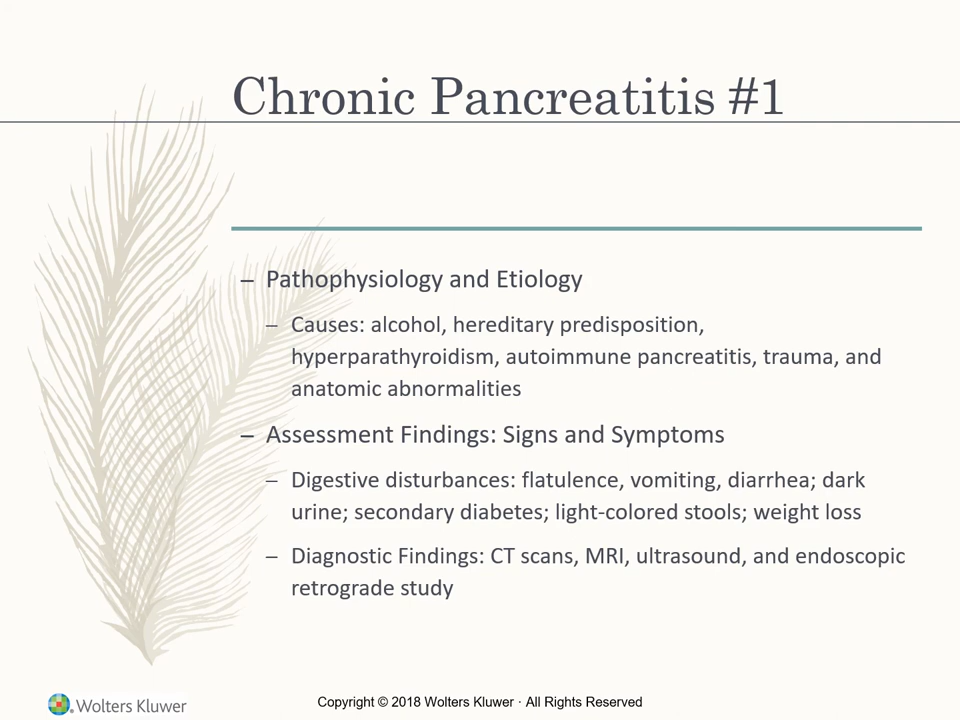 Chronic Pancreatitis #1
– Pathophysiology and Etiology
– Causes: alcohol, hereditary predisposition,
hyperparathyroidism, autoimmune pancreatitis, trauma, and
anatomic abnormalities
– Assessment Findings: Signs and Symptoms
– Digestive disturbances: flatulence, vomiting, diarrhea; dark
urine; secondary diabetes; light-colored stools; weight loss
– Diagnostic Findings: CT scans, MRI, ultrasound, and endoscopic
retrograde study
Wolters Kluwer
Copyright © 2018 Wolters Kluwer · All Rights Reserved